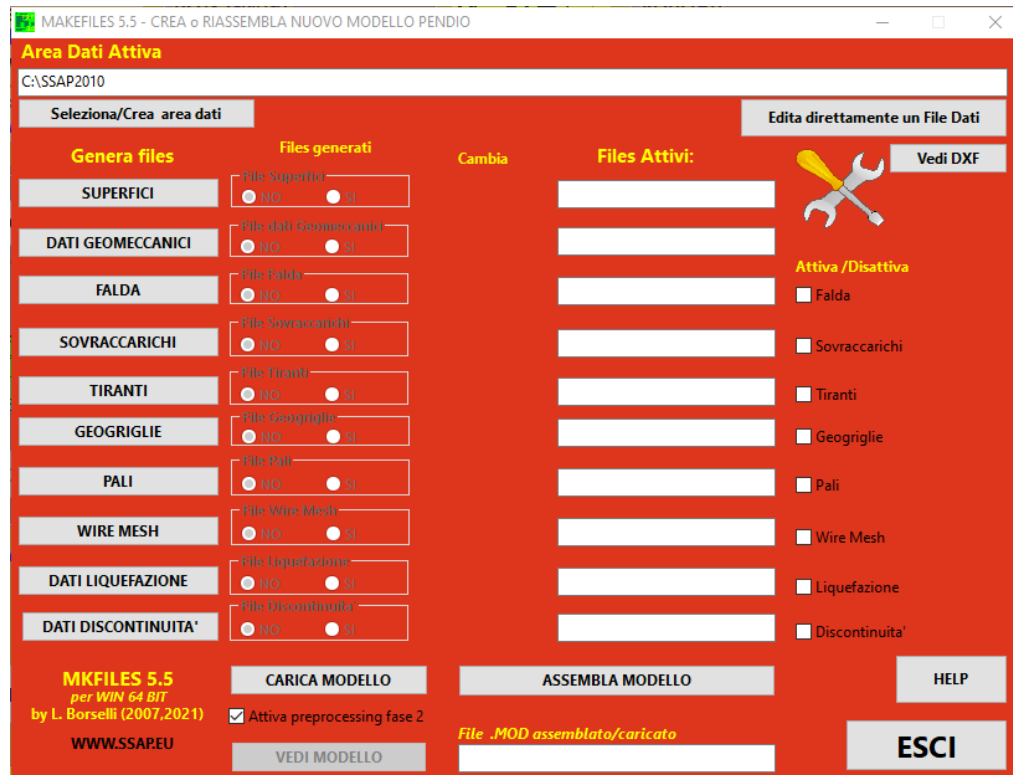 MAKEFILES 5.5 - CREA o RIASSEMBLA NUOVO MODELLO PENDIO
Area Dati Attiva
C:\SSAP2010
Seleziona/Crea area dati
Edita direttamente un File Dati
Genera files
Files generati
Cambia
Files Attivi:
Vedi DXF
SUPERFICI
File Superfici
NO SI
DATI GEOMECCANICI
File dati Geomeccanici
NO SI
Attiva /Disattiva
FALDA
File Falda
NO SI
Falda
SOVRACCARICHI
File Sovraccarichi
NO SI
Sovraccarichi
TIRANTI
File Tiranti
NO SI
Tiranti
GEOGRIGLIE
File Geogriglie
NO SI
Geogriglie
PALI
File Pali
NO SI
Pali
WIRE MESH
File Wire Mesh
NO SI
Wire Mesh
DATI LIQUEFAZIONE
File Liquefazione
NO SI
Liquefazione
DATI DISCONTINUITA'
File Discontinuita'
NO SI
Discontinuita'
MKFILES 5.5
per WIN 64 BIT
by L. Borselli (2007,2021)
WWW.SSAP.EU
CARICA MODELLO
Attiva preprocessing fase 2
VEDI MODELLO
ASSEMBLA MODELLO
File .MOD assemblato/caricato
HELP
ESCI